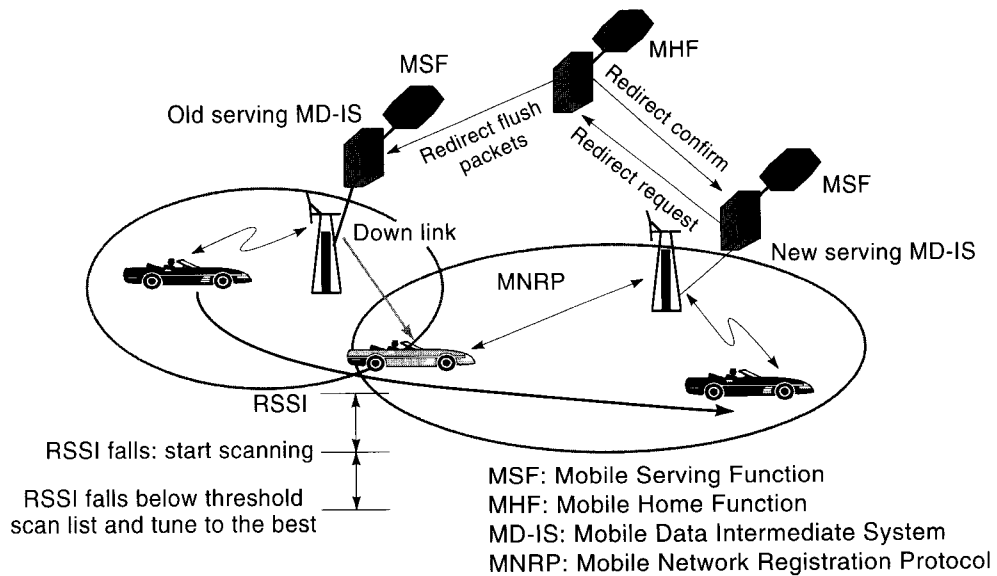 MHF
MSF
Old serving MD-IS
Redirect flush
packets
Redirect confirm
Redirect request
MSF
New serving MD-IS
Down link
MNRP
RSSI
RSSI falls: start scanning
RSSI falls below threshold
scan list and tune to the best
MSF: Mobile Serving Function
MHF: Mobile Home Function
MD-IS: Mobile Data Intermediate System
MNRP: Mobile Network Registration Protocol